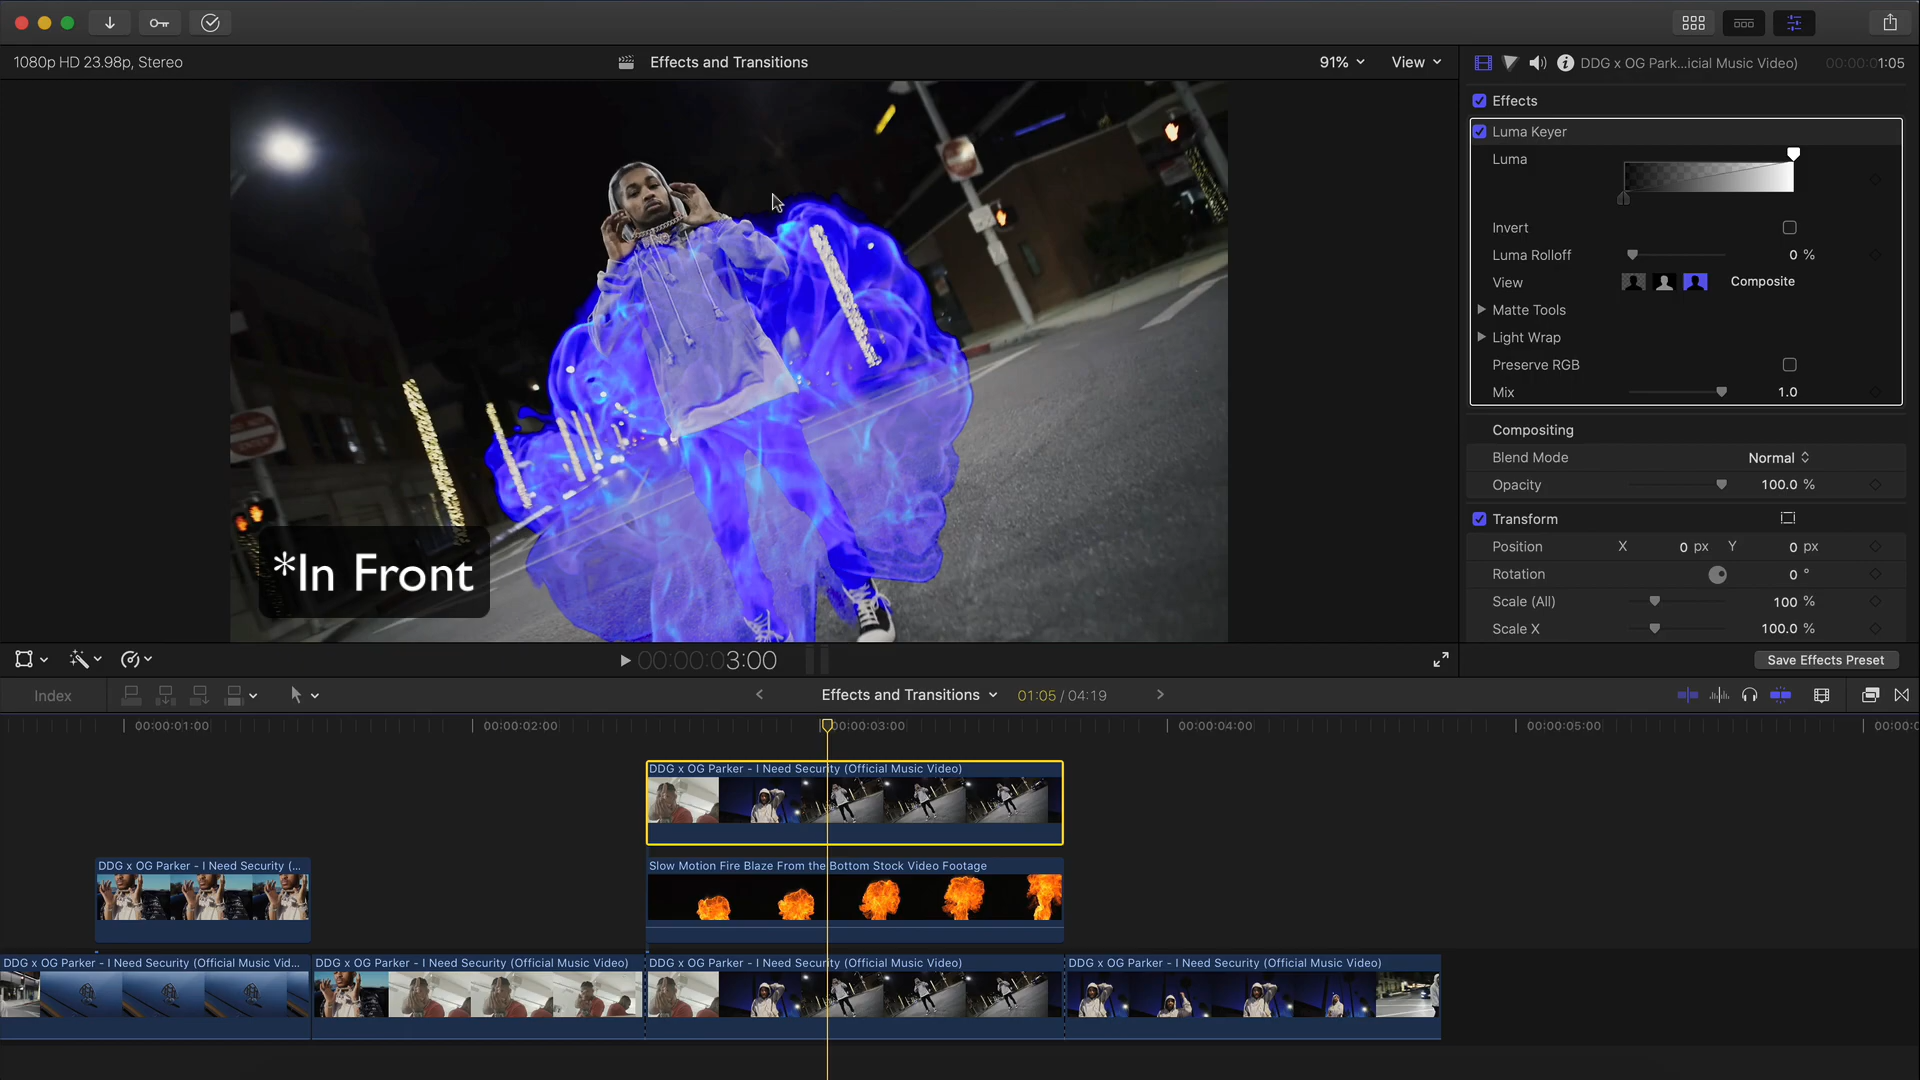 1080p HD 23.98p, Stereo
Effects and Transitions
91%
View
DDG x OG Park...icial Music Video)
00:00:01:05
Effects
Luma Keyer
Luma
Invert
Luma Rolloff
0 %
View
Composite
Matte Tools
Light Wrap
Preserve RGB
Mix
1.0
Compositing
Blend Mode
Normal
Opacity
100.0 %
Transform
Position
X
0 px
Y
0 px
Rotation
0 °
Scale (All)
100 %
Scale X
100.0 %
*In Front
00:00:03:00
Save Effects Preset
Index
Effects and Transitions
01:05 / 04:19
00:00:01:00
00:00:02:00
00:00:03:00
00:00:04:00
00:00:05:00
DDG x OG Parker - I Need Security (Official Music Video)
DDG x OG Parker - I Need Security (...
Slow Motion Fire Blaze From the Bottom Stock Video Footage
DDG x OG Parker - I Need Security (Official Music Vid...
DDG x OG Parker - I Need Security (Official Music Video)
DDG x OG Parker - I Need Security (Official Music Video)
DDG x OG Parker - I Need Security (Official Music Video)